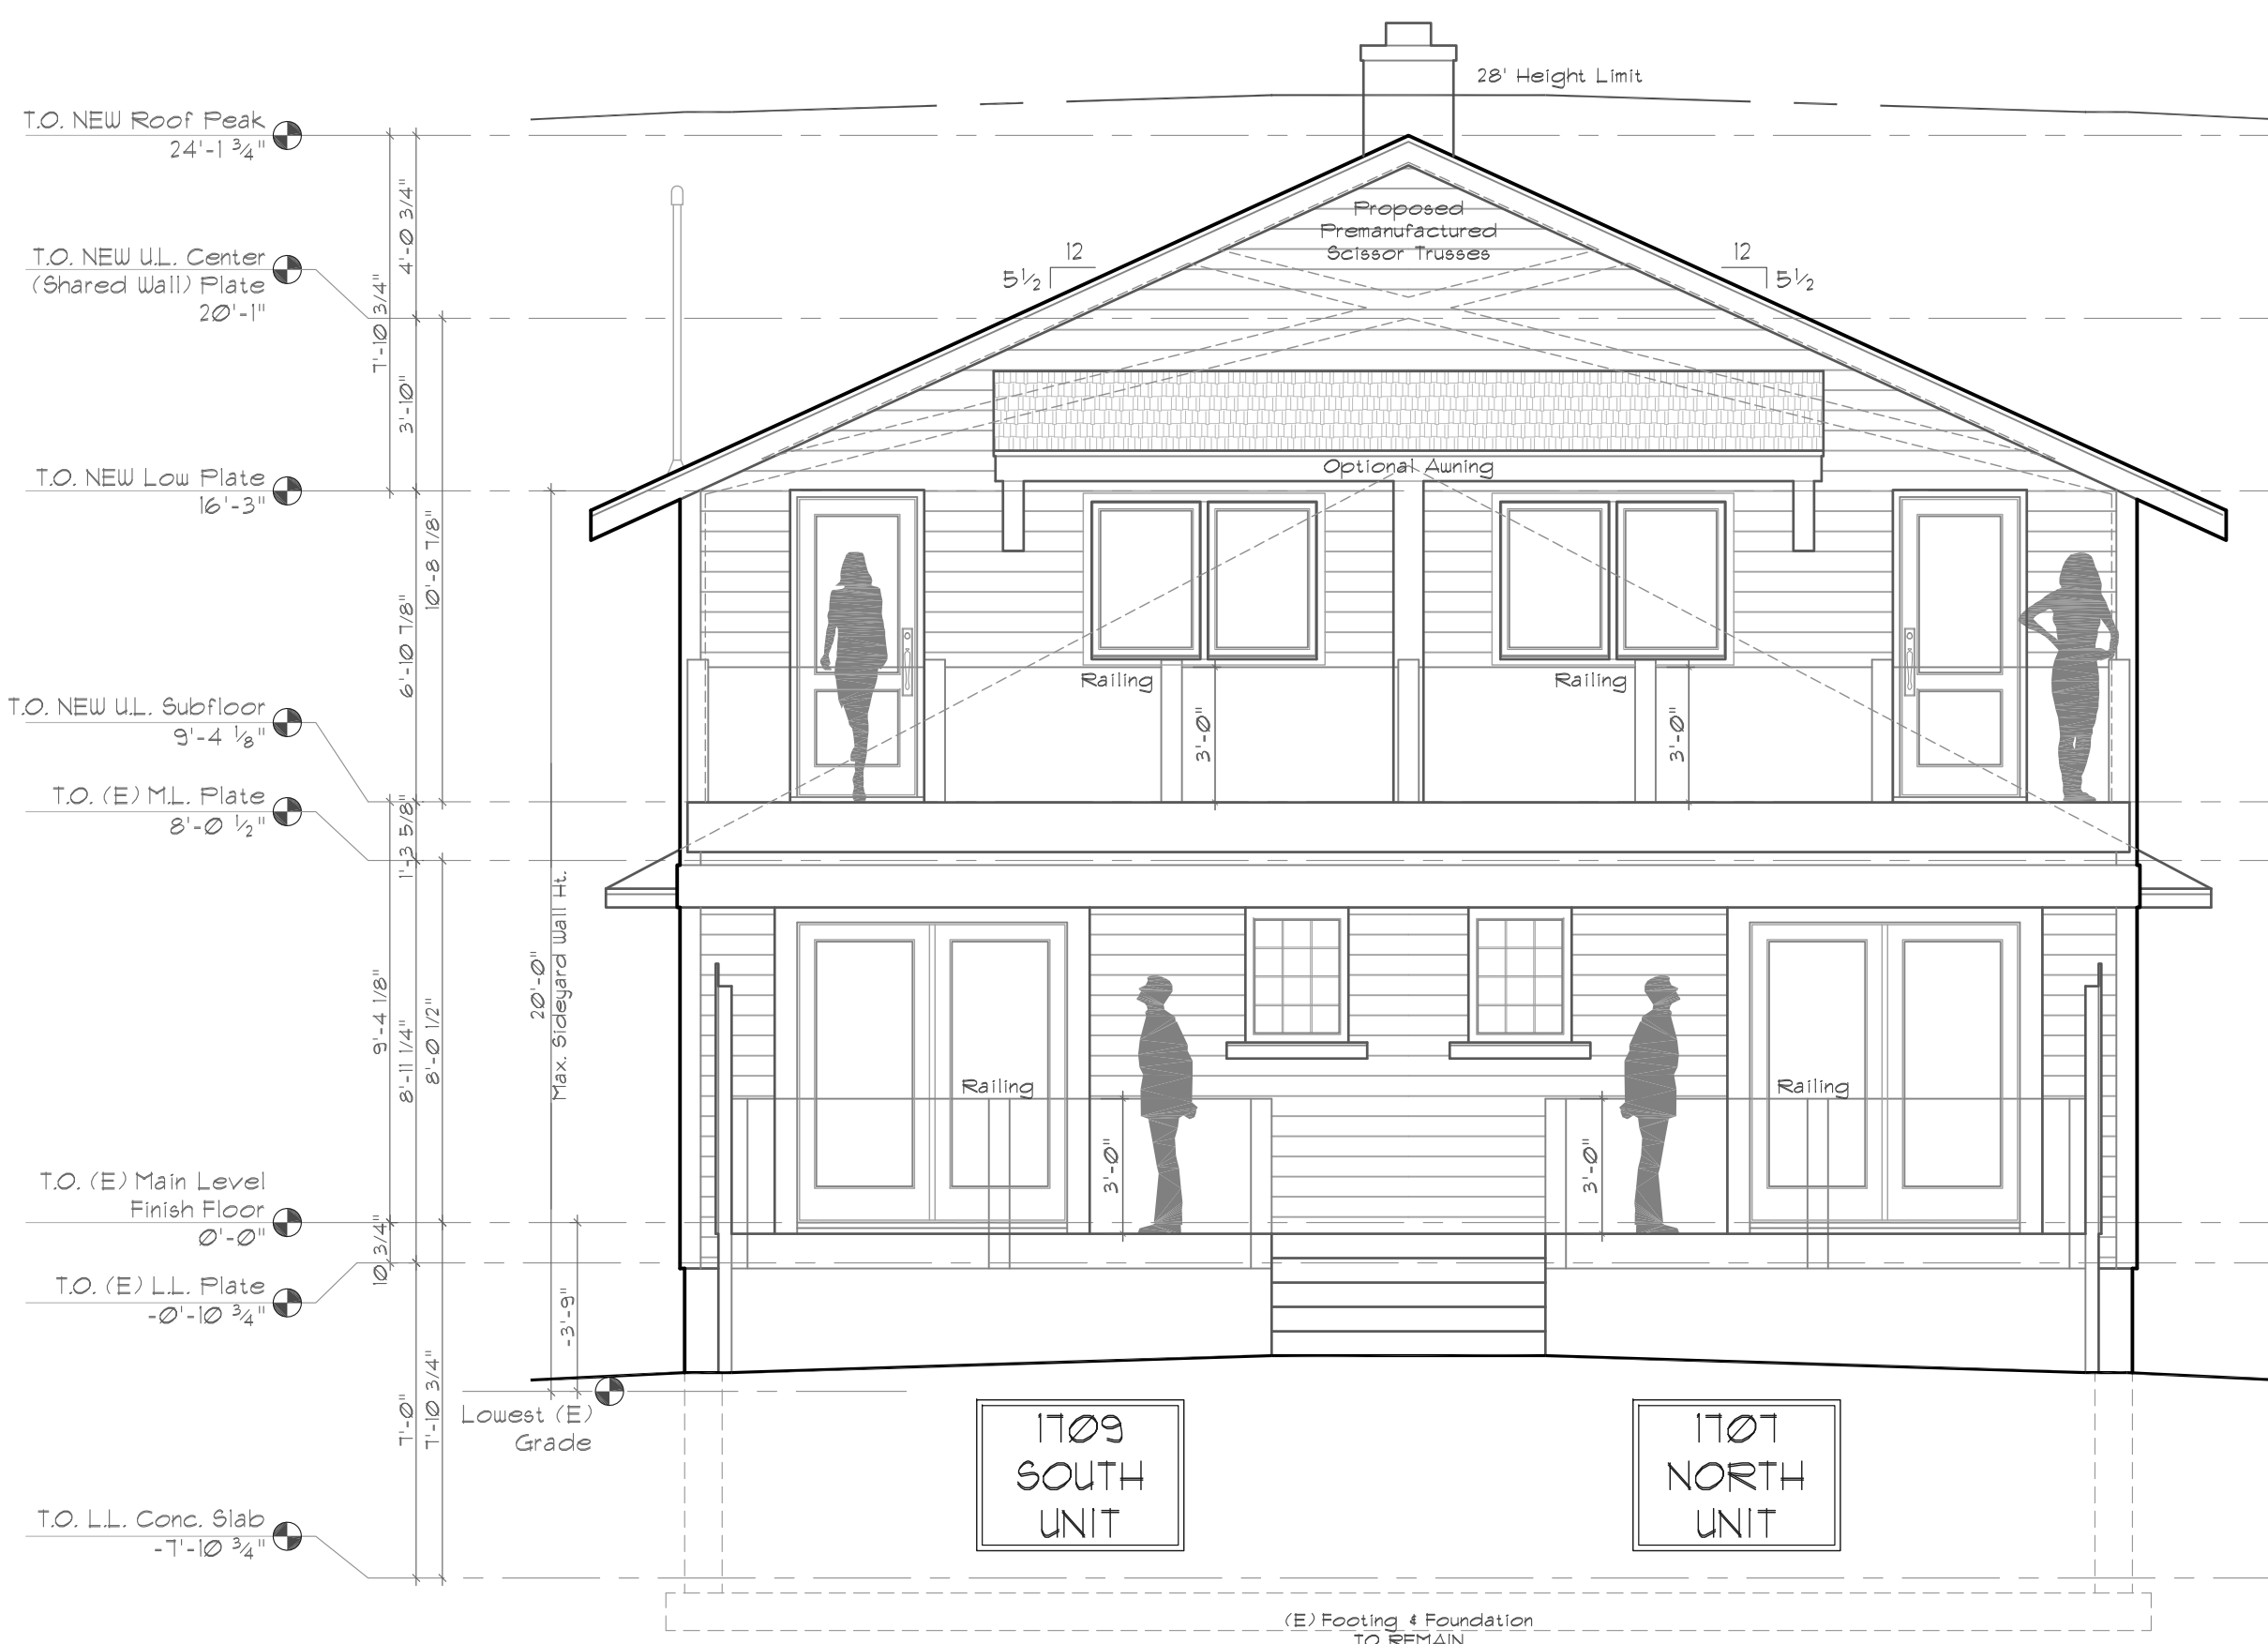 28' Height Limit
T.O. NEW Roof Peak
24'-1 3/4"
Proposed
Premanufactured
Scissor Trusses
12
5 1/2
12
5 1/2
T.O. NEW U.L. Center
(Shared Wall) Plate
20'-1"
4'-0 3/4"
7'-10 3/4"
3'-10"
Optional Awning
T.O. NEW Low Plate
16'-3"
10'-8 7/8"
6'-10 7/8"
Railing
Railing
3'-0"
3'-0"
T.O. NEW U.L. Subfloor
9'-4 1/8"
T.O. (E) M.L. Plate
8'-0 1/2"
1'-3 5/8"
20'-0"
Max. Sideyard Wall Ht.
9'-4 1/8"
8'-11 1/4"
8'-0 1/2"
Railing
Railing
3'-0"
3'-0"
T.O. (E) Main Level
Finish Floor
0'-0"
10 3/4"
T.O. (E) L.L. Plate
-0'-10 3/4"
-3'-9"
7'-0"
7'-10 3/4"
Lowest (E)
Grade
1709
SOUTH
UNIT
1707
NORTH
UNIT
T.O. L.L. Conc. Slab
-7'-10 3/4"
(E) Footing & Foundation
TO REMAIN